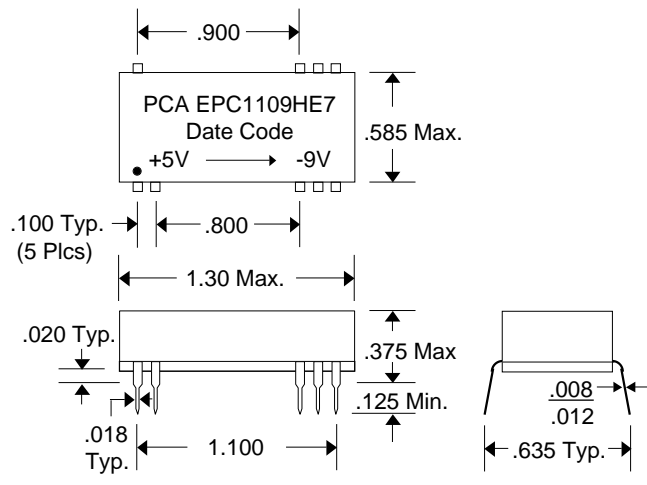 .900
PCA EPC1109HE7
Date Code
+5V -9V
.585 Max.
.100 Typ.
(5 Plcs)
.800
1.30 Max.
.020 Typ.
.375 Max
.125 Min.
.018
Typ.
1.100
.008
.012
.635 Typ.